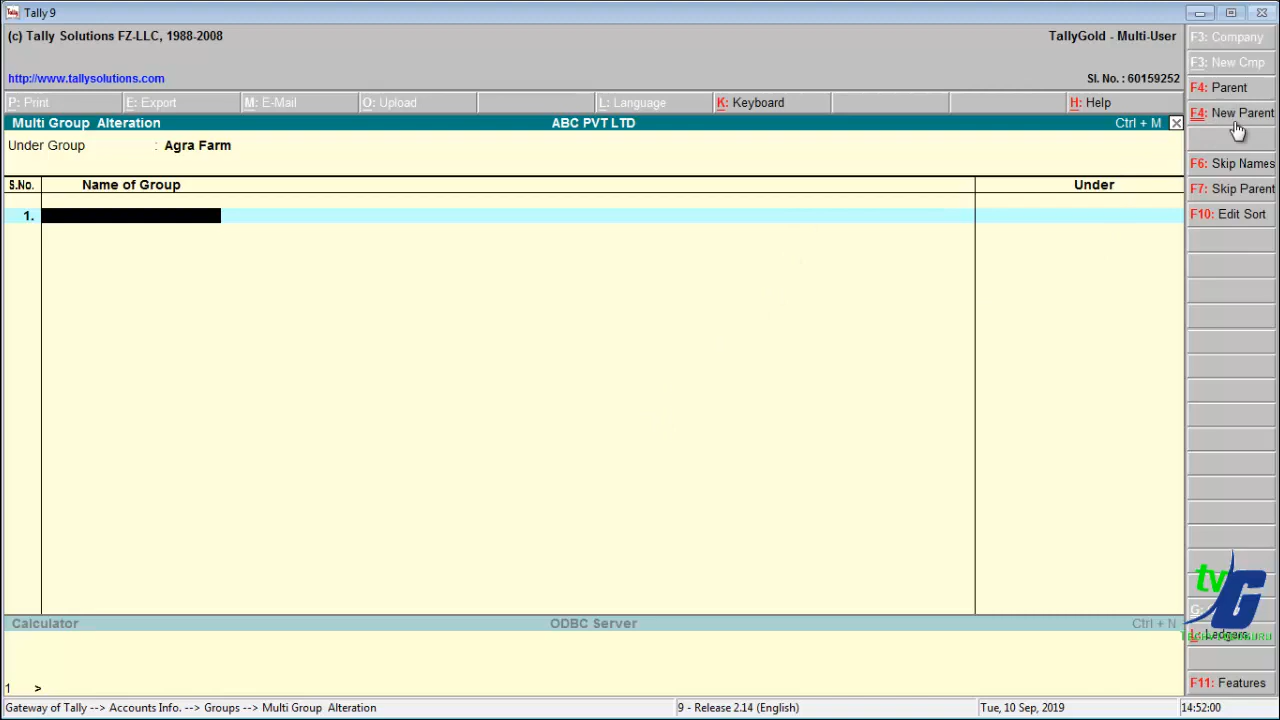 Tally 9
(c) Tally Solutions FZ-LLC, 1988-2008
TallyGold - Multi-User
http://www.tallysolutions.com
Sl. No. : 60159252
P: Print
E: Export
M: E-Mail
O: Upload
L: Language
K: Keyboard
H: Help
Multi Group Alteration
ABC PVT LTD
Ctrl + M
Under Group : Agra Farm
S.No.
Name of Group
Under
1.
F3: Company
F3: New Cmp
F4: Parent
F4: New Parent
F6: Skip Names
F7: Skip Parent
F10: Edit Sort
tv G
L: Ledgers
F11: Features
Calculator
ODBC Server
Ctrl + N
1 >
Gateway of Tally --> Accounts Info. --> Groups --> Multi Group Alteration
9 - Release 2.14 (English)
Tue, 10 Sep, 2019
14:52:00